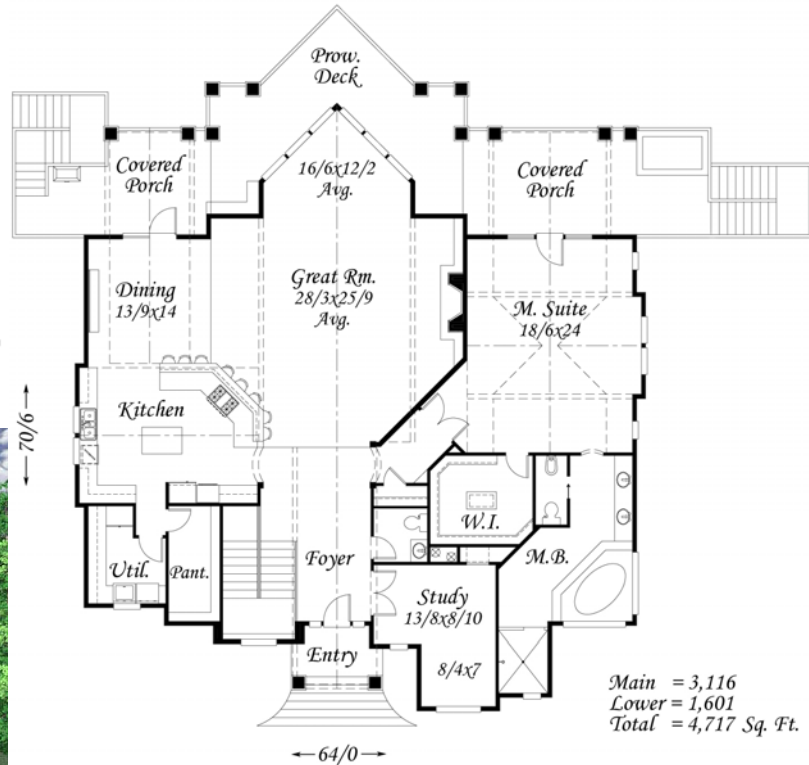 Prow.
Deck
Covered
Porch
16/6x12/2
Avg.
Covered
Porch
Dining
13/9x14
Great Rm.
28/3x25/9
Avg.
M. Suite
18/6x24
Kitchen
70/6
W.I.
Util.
Pant.
Foyer
M.B.
Study
13/8x8/10
Entry
8/4x7
Main = 3,116
Lower = 1,601
Total = 4,717 Sq. Ft.
64/0